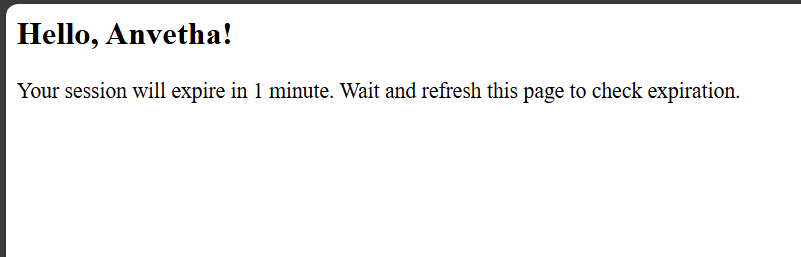 Hello, Anvetha!
Your session will expire in 1 minute. Wait and refresh this page to check expiration.